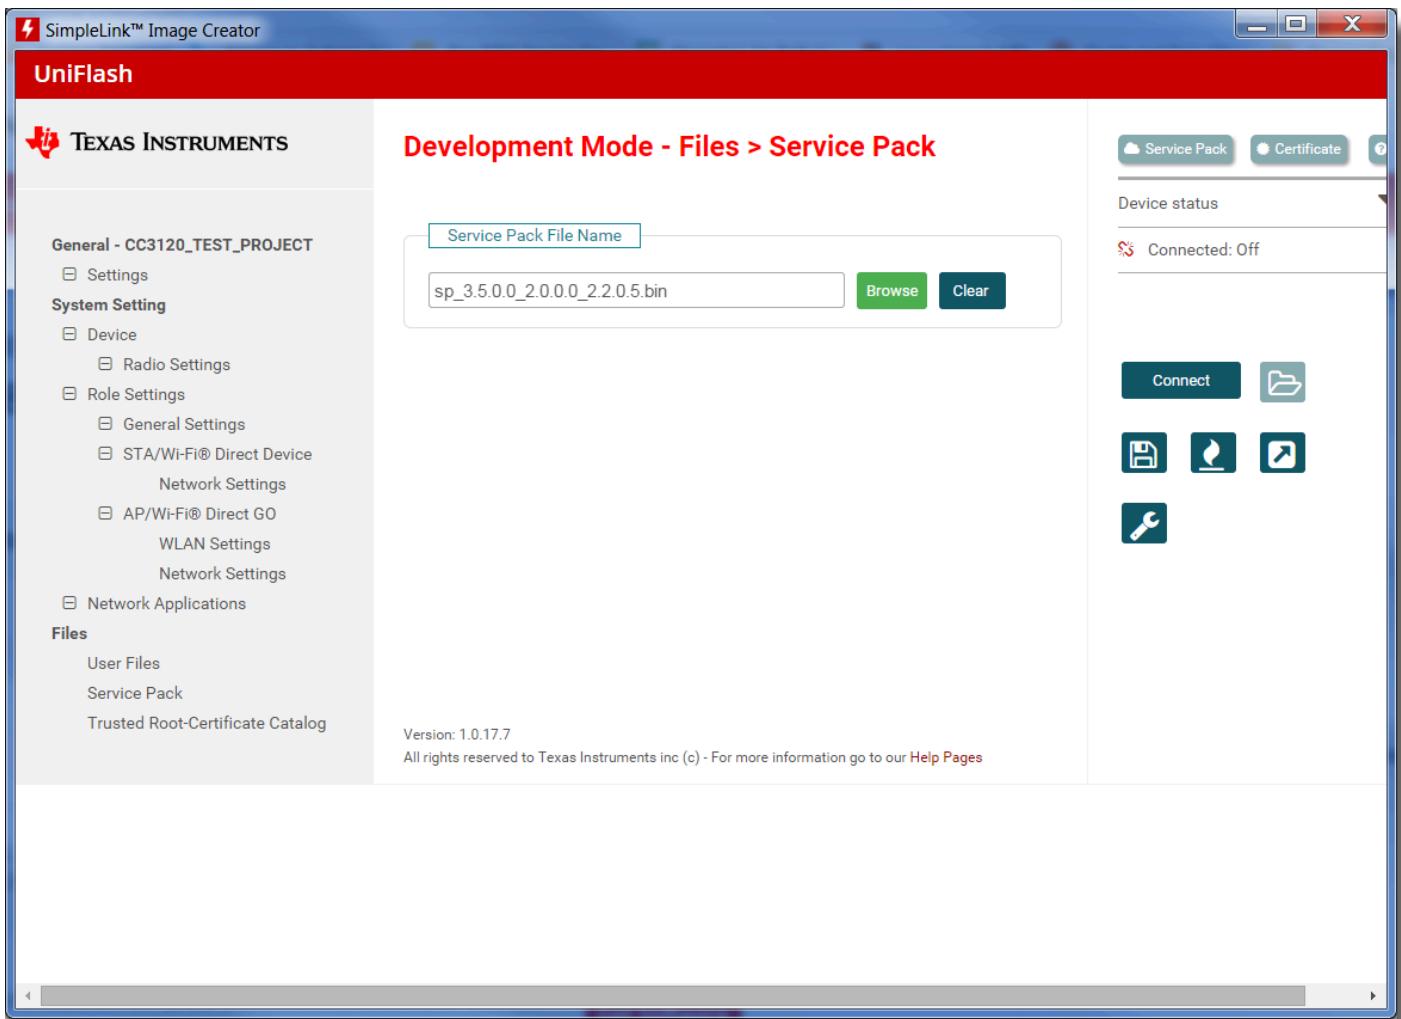 SimpleLink™ Image Creator
UniFlash
TEXAS INSTRUMENTS
General - CC3120_TEST_PROJECT
Settings
System Setting
Device
Radio Settings
Role Settings
General Settings
STA/Wi-Fi® Direct Device
Network Settings
AP/Wi-Fi® Direct GO
WLAN Settings
Network Settings
Network Applications
Files
User Files
Service Pack
Trusted Root-Certificate Catalog
Development Mode - Files > Service Pack
Service Pack File Name
sp_3.5.0.0_2.0.0.0_2.2.0.5.bin Browse Clear
Version: 1.0.17.7
All rights reserved to Texas Instruments inc (c) - For more information go to our Help Pages
Service Pack Certificate
Device status
Connected: Off
Connect